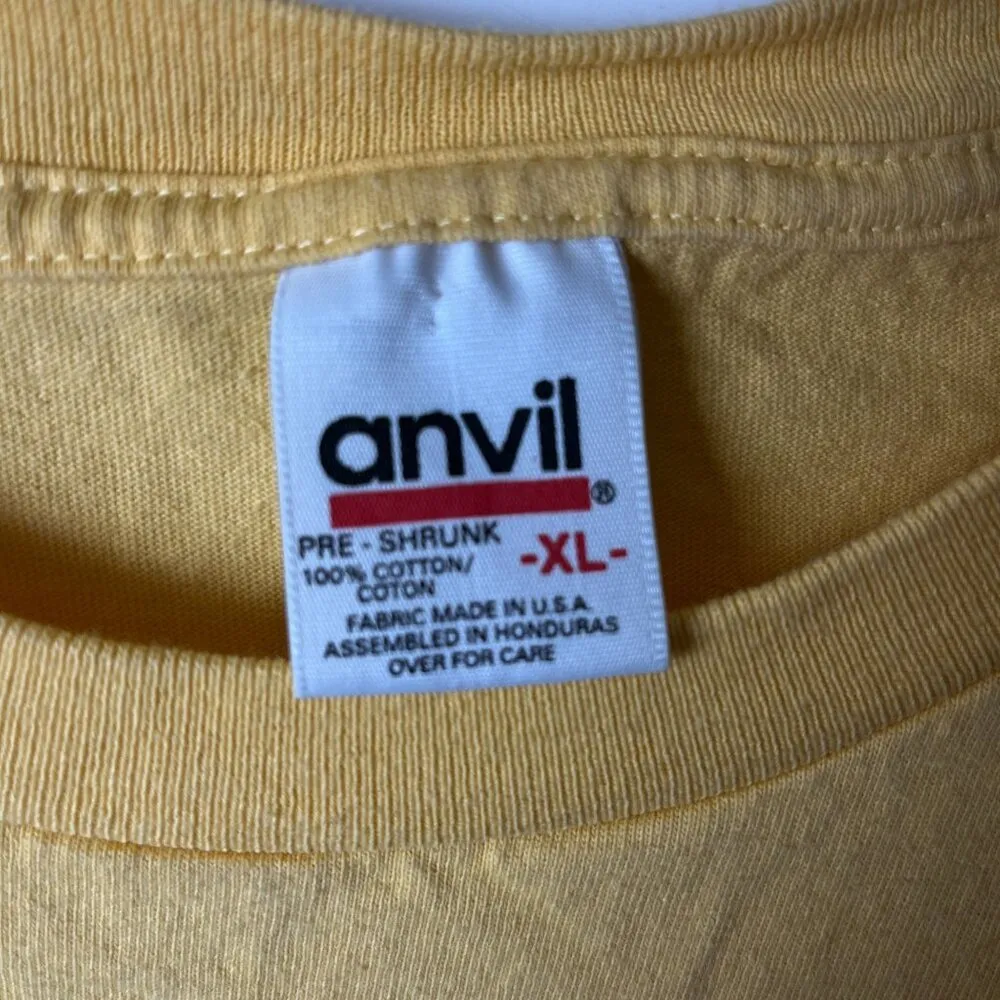 anvil®
PRE - SHRUNK -XL-
100% COTTON/
COTON
FABRIC MADE IN U.S.A.
ASSEMBLED IN HONDURAS
OVER FOR CARE